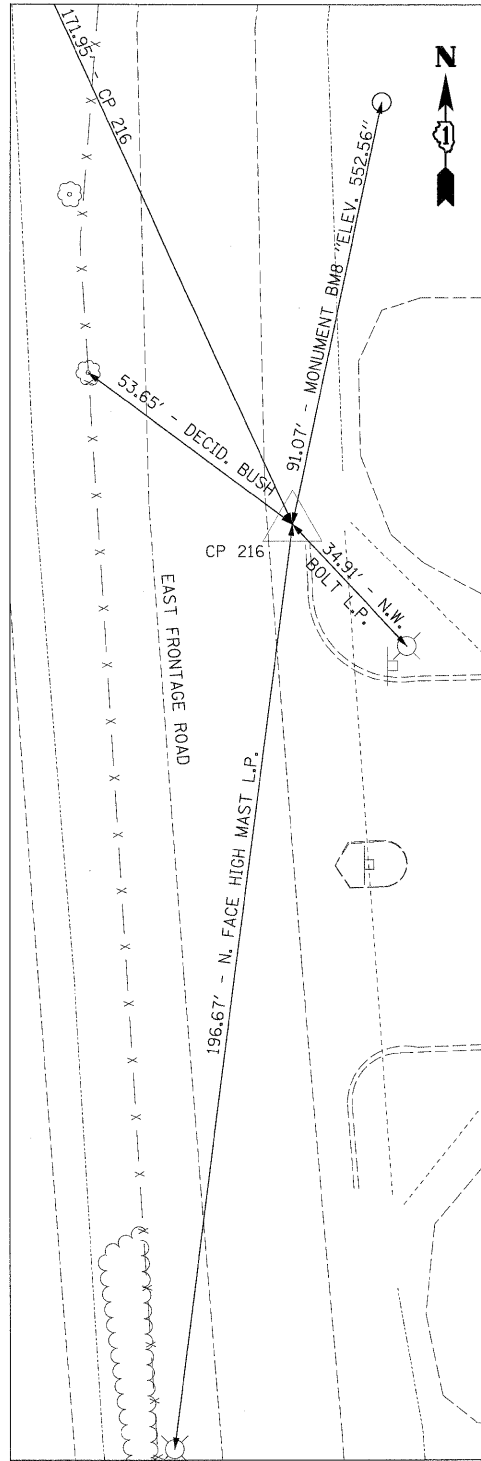 171.95' - CP 216
N
1
91.07' - MONUMENT BM8 "ELEV. 552.56"
53.65' - DECID. BUSH
CP 216
34.91' - N.W.
BOLT L.P.
EAST FRONTAGE ROAD
196.67' - N. FACE HIGH MAST L.P.